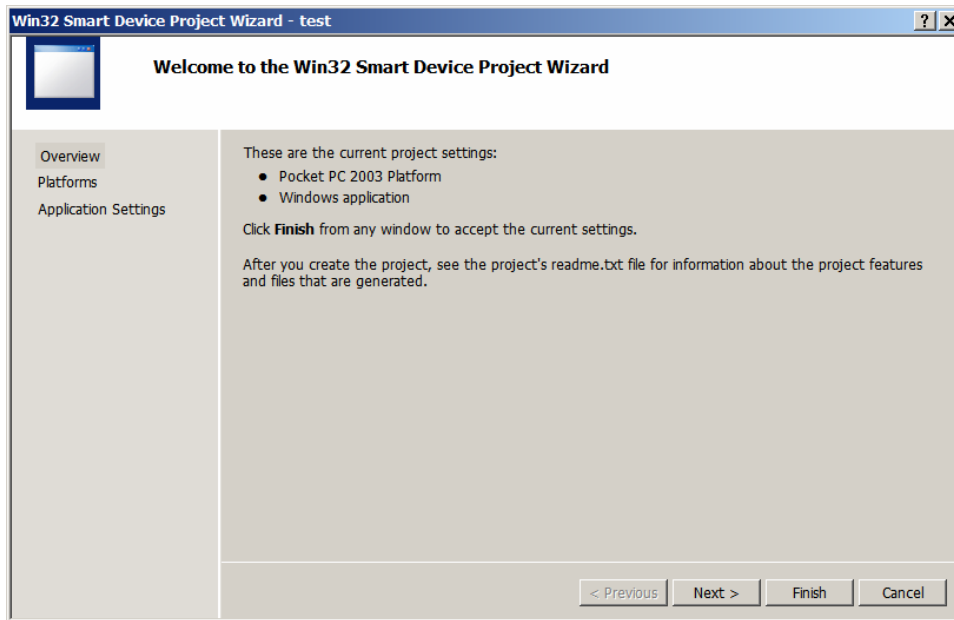 Win32 Smart Device Project Wizard - test
? X
Welcome to the Win32 Smart Device Project Wizard
Overview
Platforms
Application Settings
These are the current project settings:
● Pocket PC 2003 Platform
● Windows application
Click Finish from any window to accept the current settings.
After you create the project, see the project's readme.txt file for information about the project features
and files that are generated.
< Previous Next > Finish Cancel